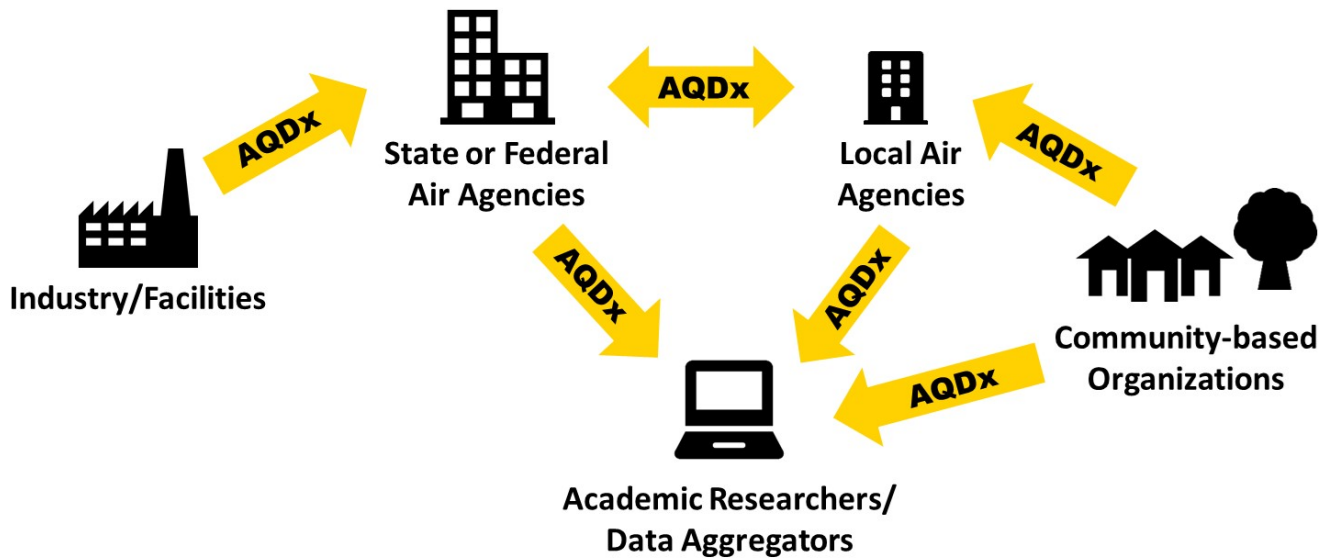 AQDx
AQDx
AQDx
State or Federal
Air Agencies
Local Air
Agencies
Industry/Facilities
AQDx
AQDx
AQDx
Community-based
Organizations
Academic Researchers/
Data Aggregators